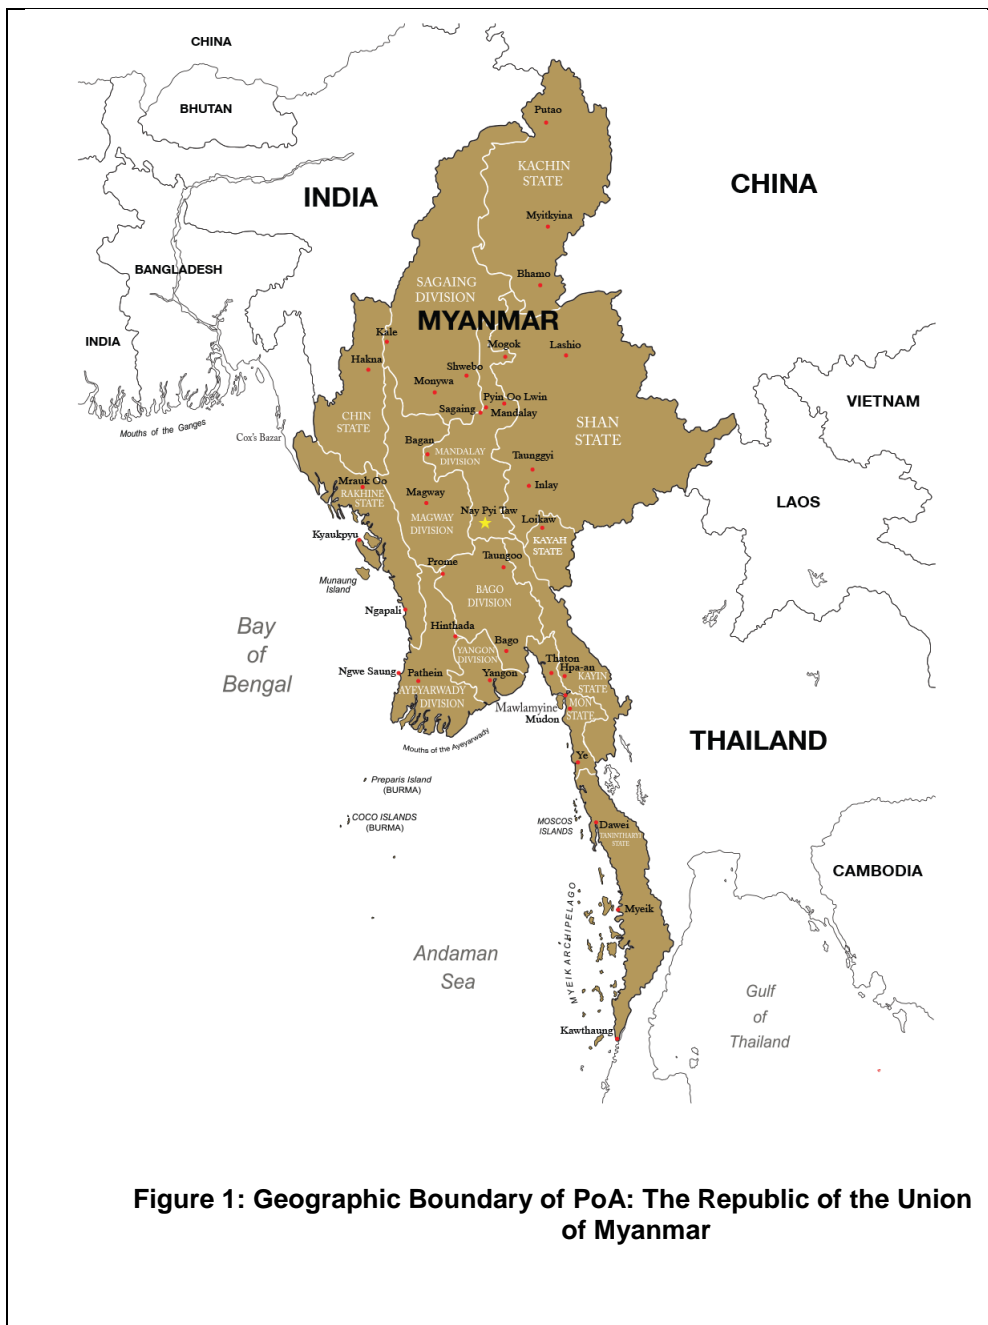 CHINA
BHUTAN
Putao
KACHIN
STATE
INDIA
CHINA
Myitkyina
BANGLADESH
Bhamo
SAGAING
DIVISION
MYANMAR
INDIA
Kale
Mogok
Lashio
Hakna
Shwebo
Monywa
Pyin Oo Lwin
Sagaing
Mandalay
VIETNAM
CHIN
STATE
SHAN
STATE
Mouths of the Ganges
Cox's Bazar
Bagan
MANDALAY
DIVISION
Taunggyi
Mrauk Oo
Inlay
RAKHINE
STATE
Magway
LAOS
MAGWAY
DIVISION
Nay Pyi Taw
Loikaw
Kyaukpyu
KAYAH
STATE
Prome
Taungoo
Munaung
Island
BAGO
DIVISION
Ngapali
Bay
of
Bengal
Hinthada
Bago
YANGON
DIVISION
Thaton
Hpa-an
Ngwe Saung
Pathein
Yangon
KAYIN
STATE
AYEYARWADY
DIVISION
Mawlamyine
MON
STATE
Mudon
Mouths of the Ayeyarwady
THAILAND
Ye
Preparis Island
(BURMA)
COCO ISLANDS
(BURMA)
MOSCOS
ISLANDS
Dawei
TANINTHARYI
STATE
CAMBODIA
MYEIK ARCHIPELAGO
Myeik
Andaman
Sea
Gulf
of
Thailand
Kawthaung
Figure 1: Geographic Boundary of PoA: The Republic of the Union
of Myanmar